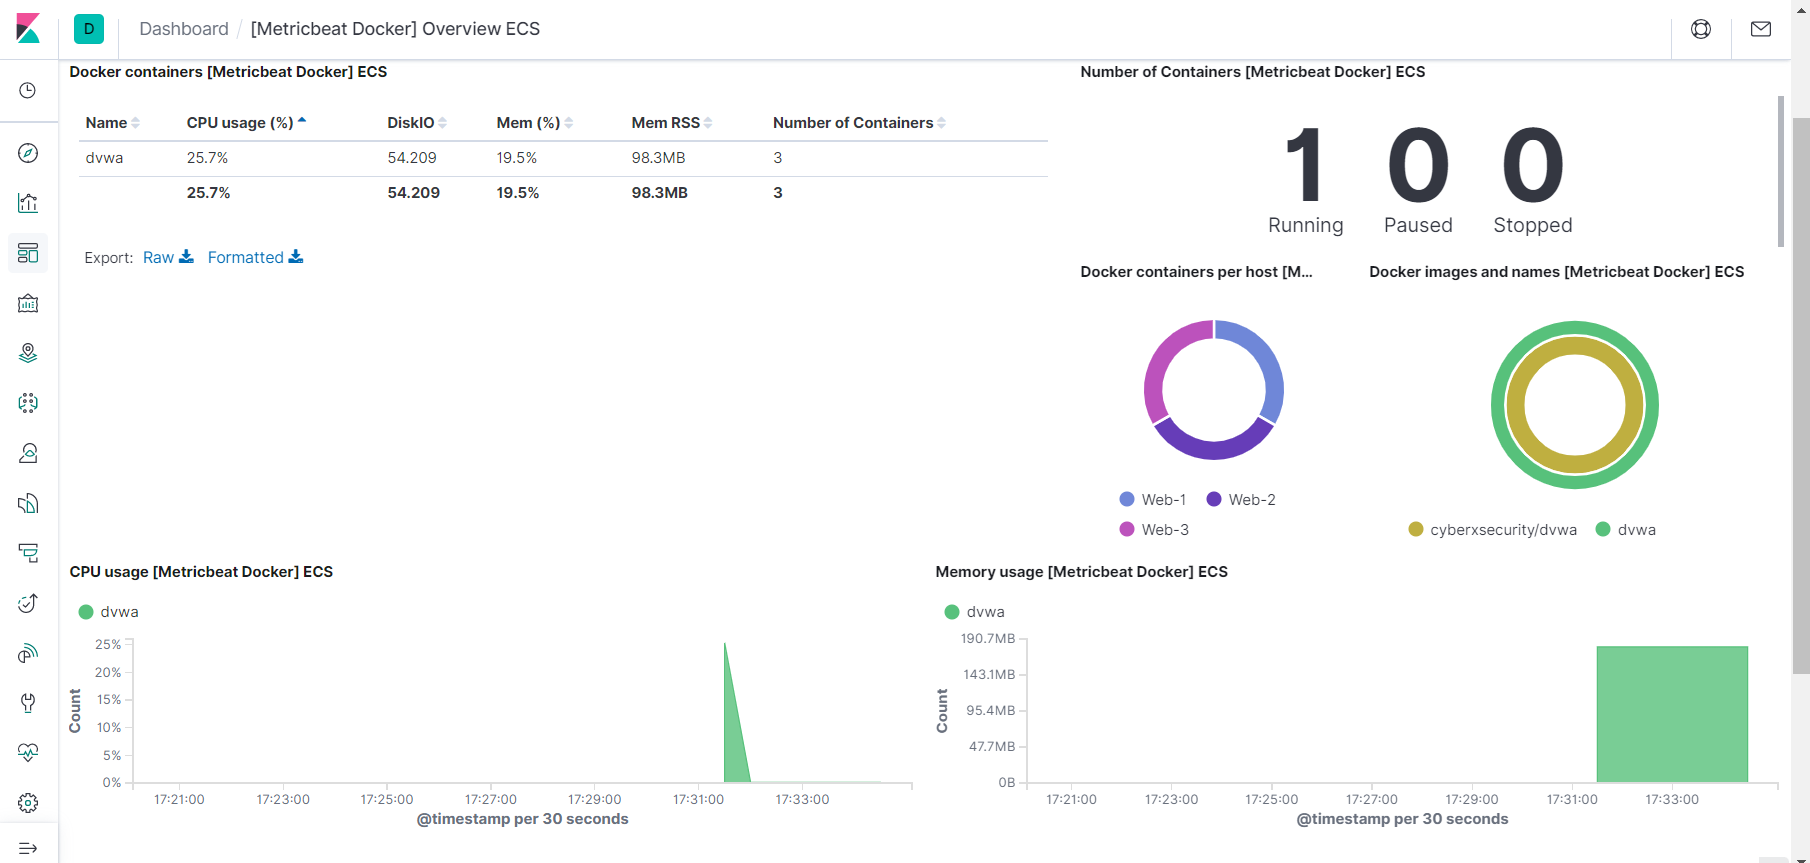 D Dashboard / [Metricbeat Docker] Overview ECS
Docker containers [Metricbeat Docker] ECS
Name CPU usage (%) DiskIO Mem (%) Mem RSS Number of Containers
dvwa 25.7% 54.209 19.5% 98.3MB 3
25.7% 54.209 19.5% 98.3MB 3
Export: Raw Formatted
Number of Containers [Metricbeat Docker] ECS
1 0 0
Running Paused Stopped
Docker containers per host [M...
Web-1 Web-2
Web-3
Docker images and names [Metricbeat Docker] ECS
cyberxsecurity/dvwa dvwa
CPU usage [Metricbeat Docker] ECS
dvwa
Count
25%
20%
15%
10%
5%
0%
17:21:00 17:23:00 17:25:00 17:27:00 17:29:00 17:31:00 17:33:00
@timestamp per 30 seconds
Memory usage [Metricbeat Docker] ECS
dvwa
Count
190.7MB
143.1MB
95.4MB
47.7MB
0B
17:21:00 17:23:00 17:25:00 17:27:00 17:29:00 17:31:00 17:33:00
@timestamp per 30 seconds